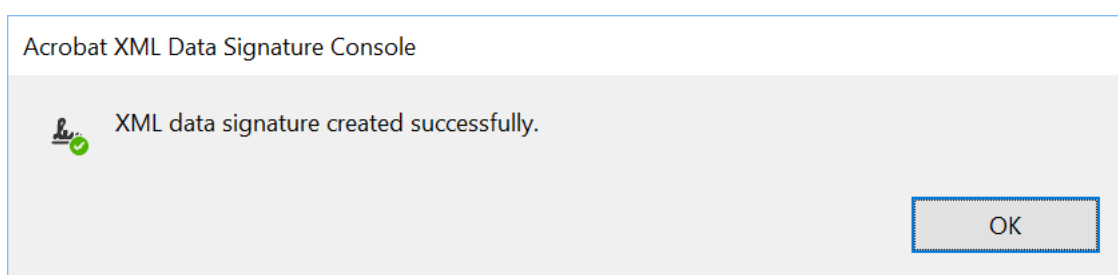 Acrobat XML Data Signature Console
XML data signature created successfully.
OK